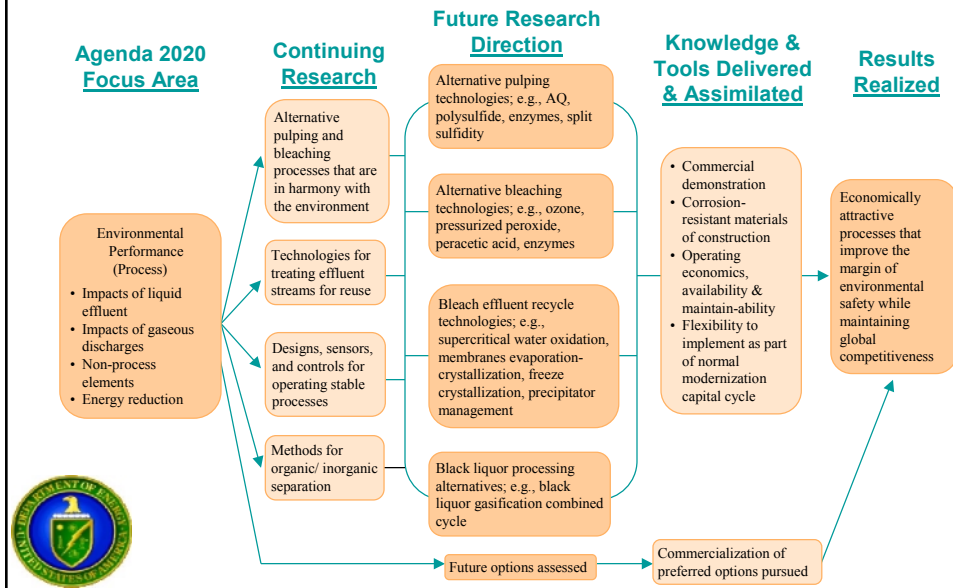 Agenda 2020
Focus Area
Continuing
Research
Future Research
Direction
Knowledge &
Tools Delivered
& Assimilated
Results
Realized
Environmental
Performance
(Process)
• Impacts of liquid
effluent
• Impacts of gaseous
discharges
• Non-process
elements
• Energy reduction
Alternative
pulping and
bleaching
processes that are
in harmony with
the environment
Technologies for
treating effluent
streams for reuse
Designs, sensors,
and controls for
operating stable
processes
Methods for
organic/ inorganic
separation
Alternative pulping
technologies; e.g., AQ,
polysulfide, enzymes, split
sulfidity
Alternative bleaching
technologies; e.g., ozone,
pressurized peroxide,
peracetic acid, enzymes
Bleach effluent recycle
technologies; e.g.,
supercritical water oxidation,
membranes evaporation-
crystallization, freeze
crystallization, precipitator
management
Black liquor processing
alternatives; e.g., black
liquor gasification combined
cycle
Future options assessed
• Commercial
demonstration
• Corrosion-
resistant materials
of construction
• Operating
economics,
availability &
maintain-ability
• Flexibility to
implement as part
of normal
modernization
capital cycle
Commercialization of
preferred options pursued
Economically
attractive
processes that
improve the
margin of
environmental
safety while
maintaining
global
competitiveness
DEPARTMENT OF ENERGY
UNITED STATES OF AMERICA